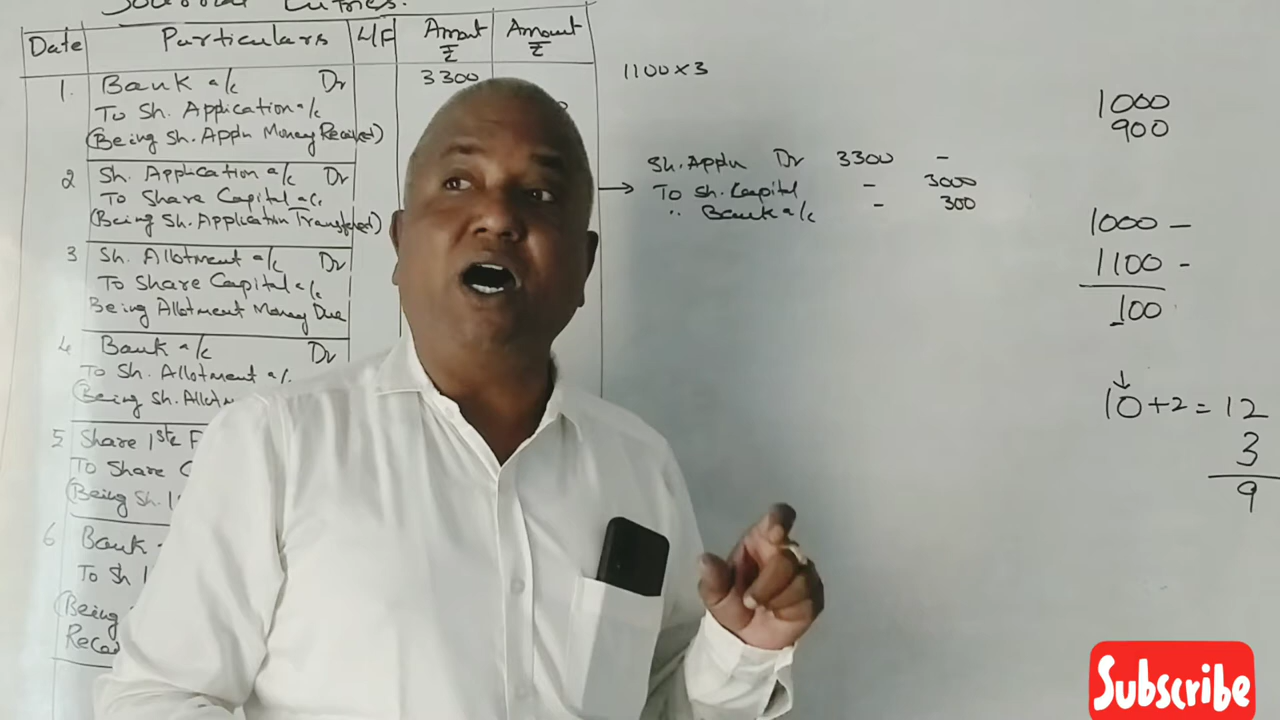 Journal Entries.
Date Particulars L/F Amount ₹ Amount ₹
1. Bank a/c Dr 3300
To Sh. Application a/c
(Being Sh. Appln Money Received)
2 Sh. Application a/c Dr
To Share Capital a/c.
(Being Sh. Application Transferred)
3 Sh. Allotment a/c Dr
To Share Capital a/c
Being Allotment Money Due
4. Bank a/c Dr
To Sh. Allotment a/c.
(Being Sh.
5 Share 1st
To Share
(Being Sh.
6 Bank
To Sh
(Being
1100 × 3
Sh. Appln Dr 3300 -
To Sh. Capital - 3000
" Bank a/c - 300
1000
900
1000 -
1100 -
100
10 + 2 = 12
3
9
Subscribe